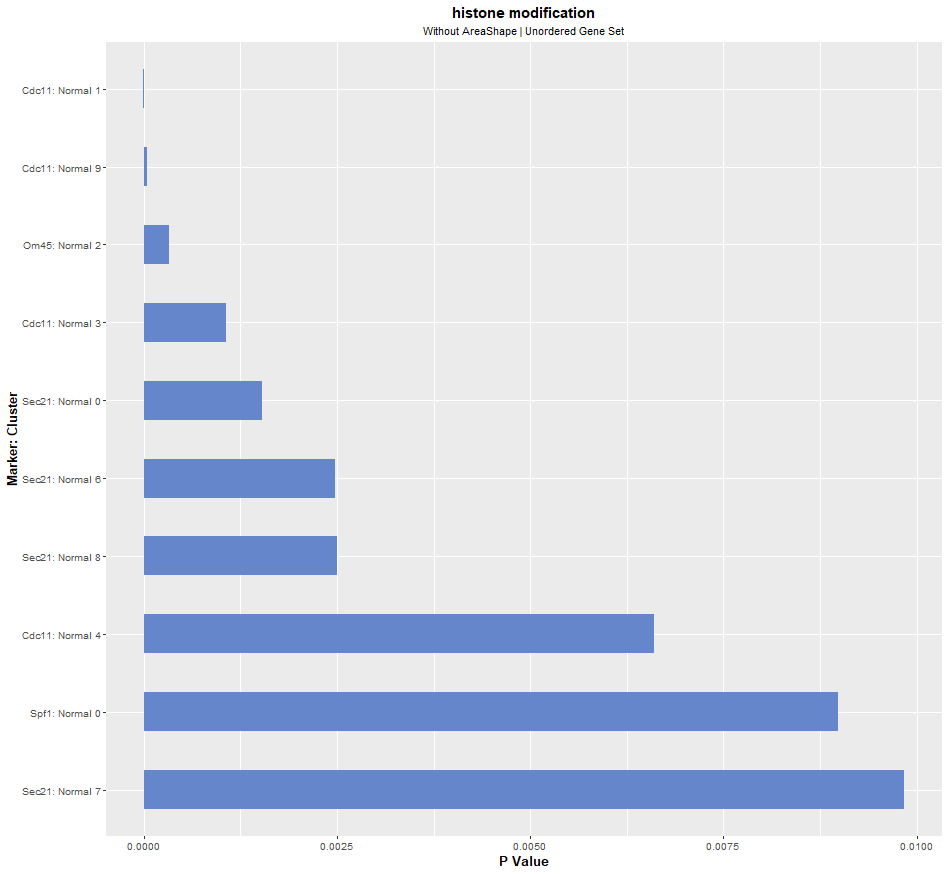 histone modification
Without AreaShape | Unordered Gene Set
Marker: Cluster
Cdc11: Normal 1
Cdc11: Normal 9
Om45: Normal 2
Cdc11: Normal 3
Sec21: Normal 0
Sec21: Normal 6
Sec21: Normal 8
Cdc11: Normal 4
Spf1: Normal 0
Sec21: Normal 7
0.0000 0.0025 0.0050 0.0075 0.0100
P Value